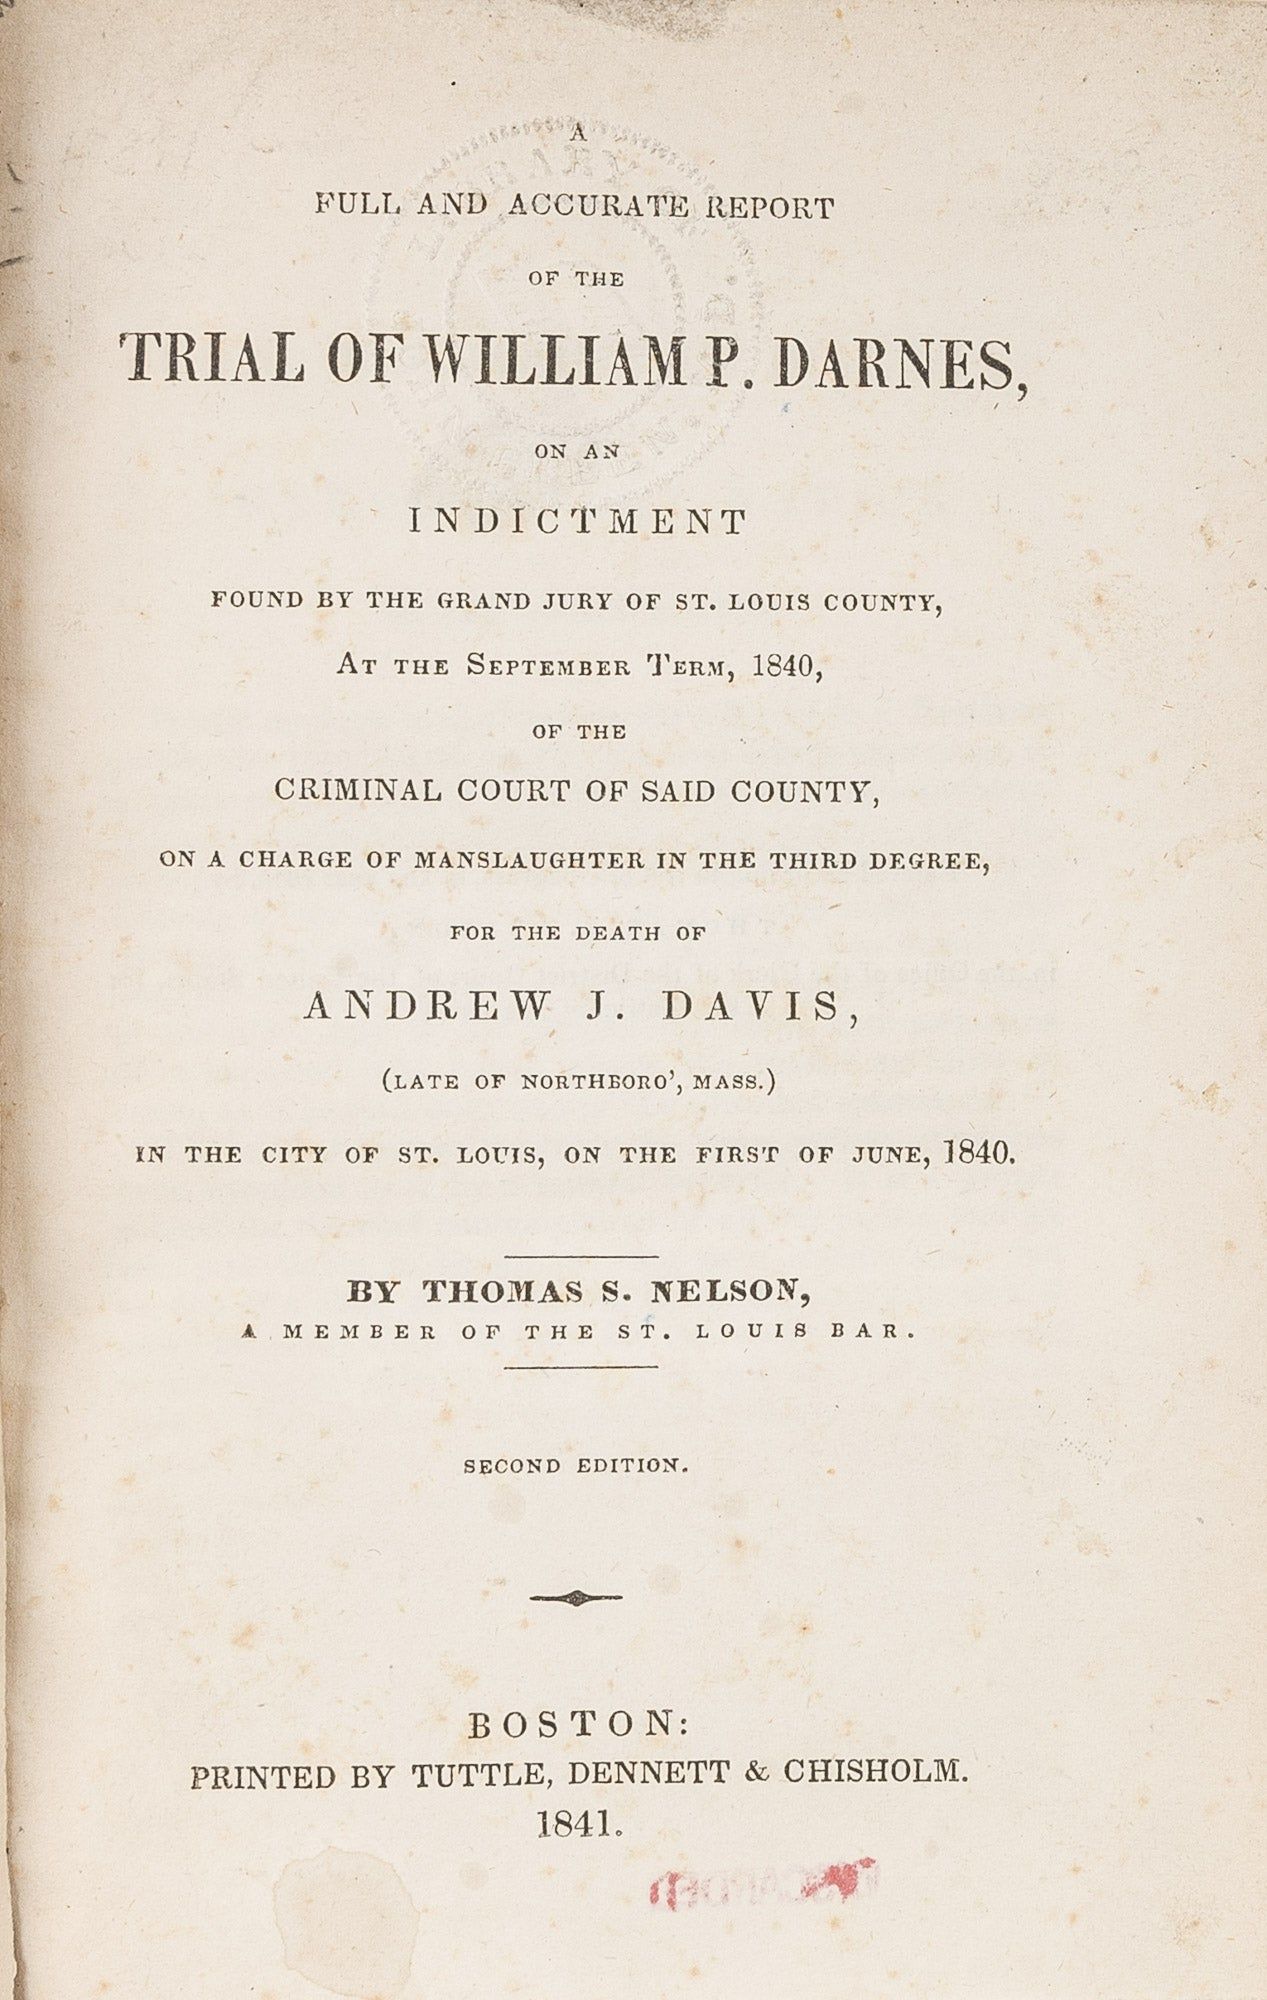 A
FULL AND ACCURATE REPORT
OF THE
TRIAL OF WILLIAM P. DARNES,
ON AN
INDICTMENT
FOUND BY THE GRAND JURY OF ST. LOUIS COUNTY,
AT THE SEPTEMBER TERM, 1840,
OF THE
CRIMINAL COURT OF SAID COUNTY,
ON A CHARGE OF MANSLAUGHTER IN THE THIRD DEGREE,
FOR THE DEATH OF
ANDREW J. DAVIS,
(LATE OF NORTHBORO', MASS.)
IN THE CITY OF ST. LOUIS, ON THE FIRST OF JUNE, 1840.
BY THOMAS S. NELSON,
A MEMBER OF THE ST. LOUIS BAR.
SECOND EDITION.
BOSTON:
PRINTED BY TUTTLE, DENNETT & CHISHOLM.
1841.